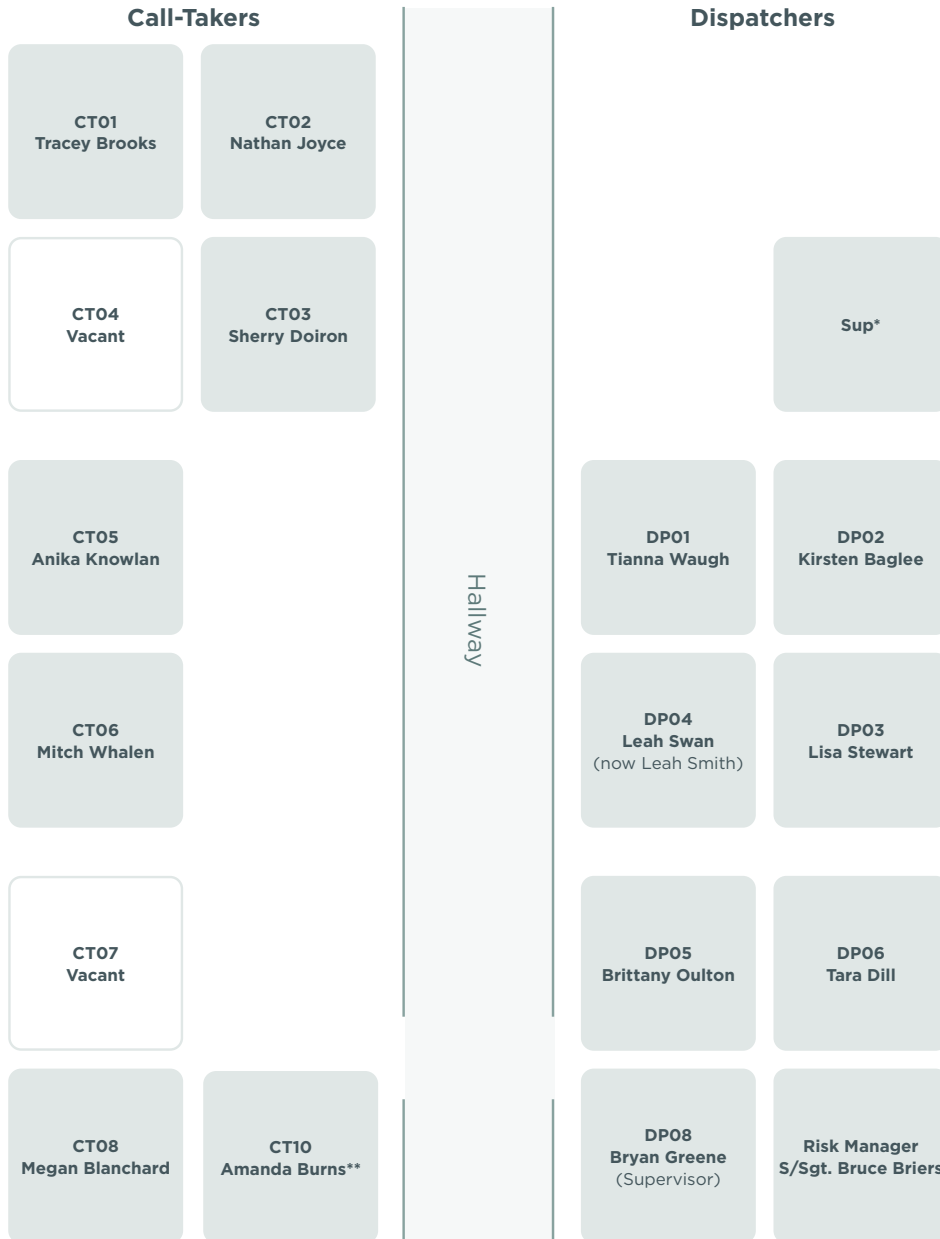 Call-Takers
Dispatchers
CT01
Tracey Brooks
CT02
Nathan Joyce
CT04
Vacant
CT03
Sherry Doiron
Sup*
CT05
Anika Knowlan
Hallway
DP01
Tianna Waugh
DP02
Kirsten Baglee
CT06
Mitch Whalen
DP04
Leah Swan
(now Leah Smith)
DP03
Lisa Stewart
CT07
Vacant
DP05
Brittany Oulton
DP06
Tara Dill
CT08
Megan Blanchard
CT10
Amanda Burns**
DP08
Bryan Greene
(Supervisor)
Risk Manager
S/Sgt. Bruce Briers